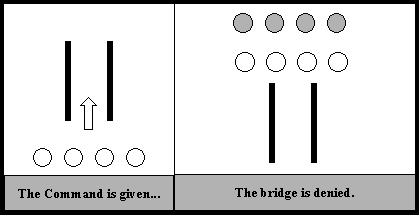 The Command is given...
The bridge is denied.